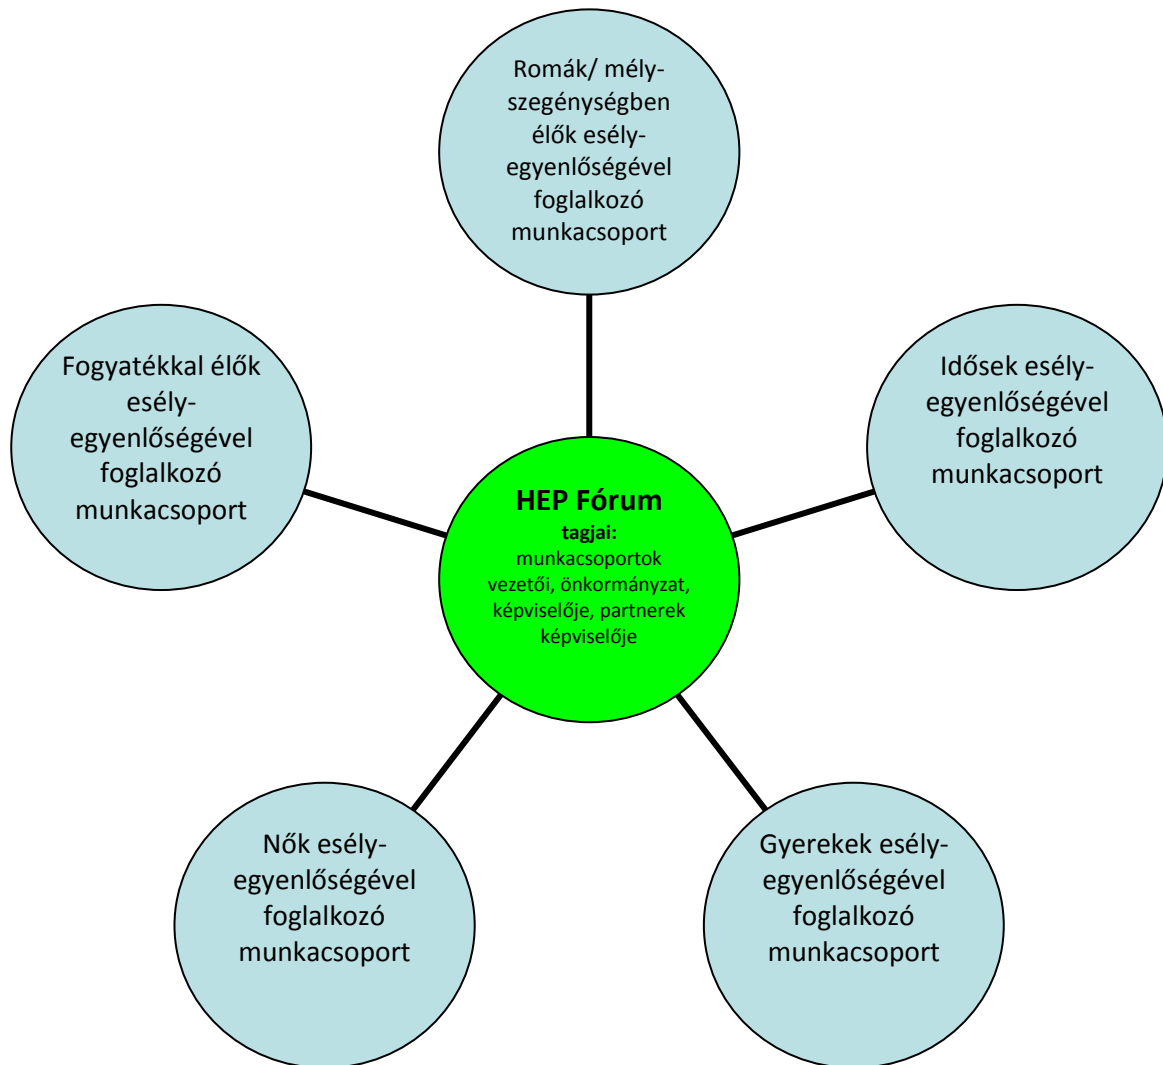 Romák/ mély-
szegénységben
élők esély-
egyenlőségével
foglalkozó
munkacsoport
Fogyatékkal élők
esély-
egyenlőségével
foglalkozó
munkacsoport
Idősek esély-
egyenlőségével
foglalkozó
munkacsoport
HEP Fórum
tagjai:
munkacsoportok
vezetői, önkormányzat,
képviselője, partnerek
képviselője
Nők esély-
egyenlőségével
foglalkozó
munkacsoport
Gyerekek esély-
egyenlőségével
foglalkozó
munkacsoport